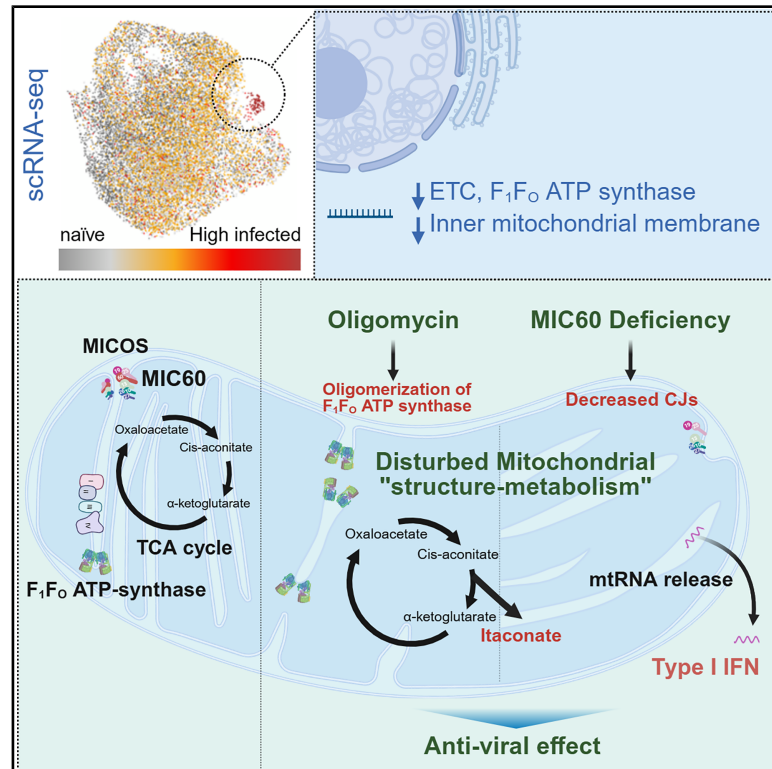 scRNA-seq
naïve
High infected
ETC, F₁Fₒ ATP synthase
Inner mitochondrial membrane
MICOS
MIC60
Oxaloacetate
Cis-aconitate
α-ketoglutarate
TCA cycle
F₁Fₒ ATP-synthase
Oligomycin
Oligomerization of
F₁Fₒ ATP synthase
MIC60 Deficiency
Decreased CJs
Disturbed Mitochondrial
"structure-metabolism"
Oxaloacetate
Cis-aconitate
α-ketoglutarate
Itaconate
mtRNA release
Type I IFN
Anti-viral effect